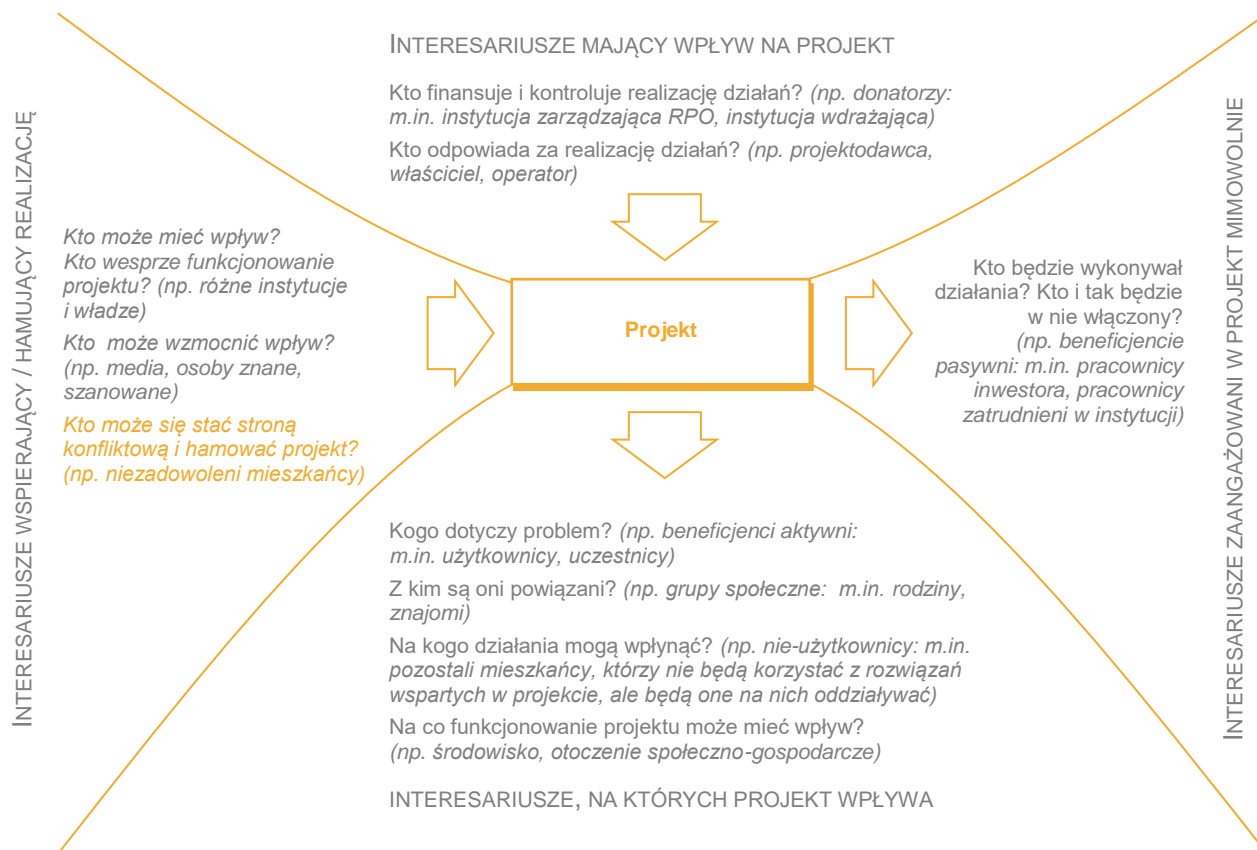 INTERESARIUSZE MAJĄCY WPŁYW NA PROJEKT
Kto finansuje i kontroluje realizację działań? (np. donatorzy:
m.in. instytucja zarządzająca RPO, instytucja wdrażająca)
Kto odpowiada za realizację działań? (np. projektodawca,
właściciel, operator)
INTERESARIUSZE WSPIERAJĄCY / HAMUJĄCY REALIZACJĘ
Kto może mieć wpływ?
Kto wesprze funkcjonowanie
projektu? (np. różne instytucje
i władze)
Kto może wzmocnić wpływ?
(np. media, osoby znane,
szanowane)
Kto może się stać stroną
konfliktową i hamować projekt?
(np. niezadowoleni mieszkańcy)
Projekt
Kto będzie wykonywał
działania? Kto i tak będzie
w nie włączony?
(np. beneficjencie
pasywni: m.in. pracownicy
inwestora, pracownicy
zatrudnieni w instytucji)
INTERESARIUSZE ZAANGAŻOWANI W PROJEKT MIMOWOLNIE
Kogo dotyczy problem? (np. beneficjenci aktywni:
m.in. użytkownicy, uczestnicy)
Z kim są oni powiązani? (np. grupy społeczne: m.in. rodziny,
znajomi)
Na kogo działania mogą wpłynąć? (np. nie-użytkownicy: m.in.
pozostali mieszkańcy, którzy nie będą korzystać z rozwiązań
wspartych w projekcie, ale będą one na nich oddziaływać)
Na co funkcjonowanie projektu może mieć wpływ?
(np. środowisko, otoczenie społeczno-gospodarcze)
INTERESARIUSZE, NA KTÓRYCH PROJEKT WPŁYWA